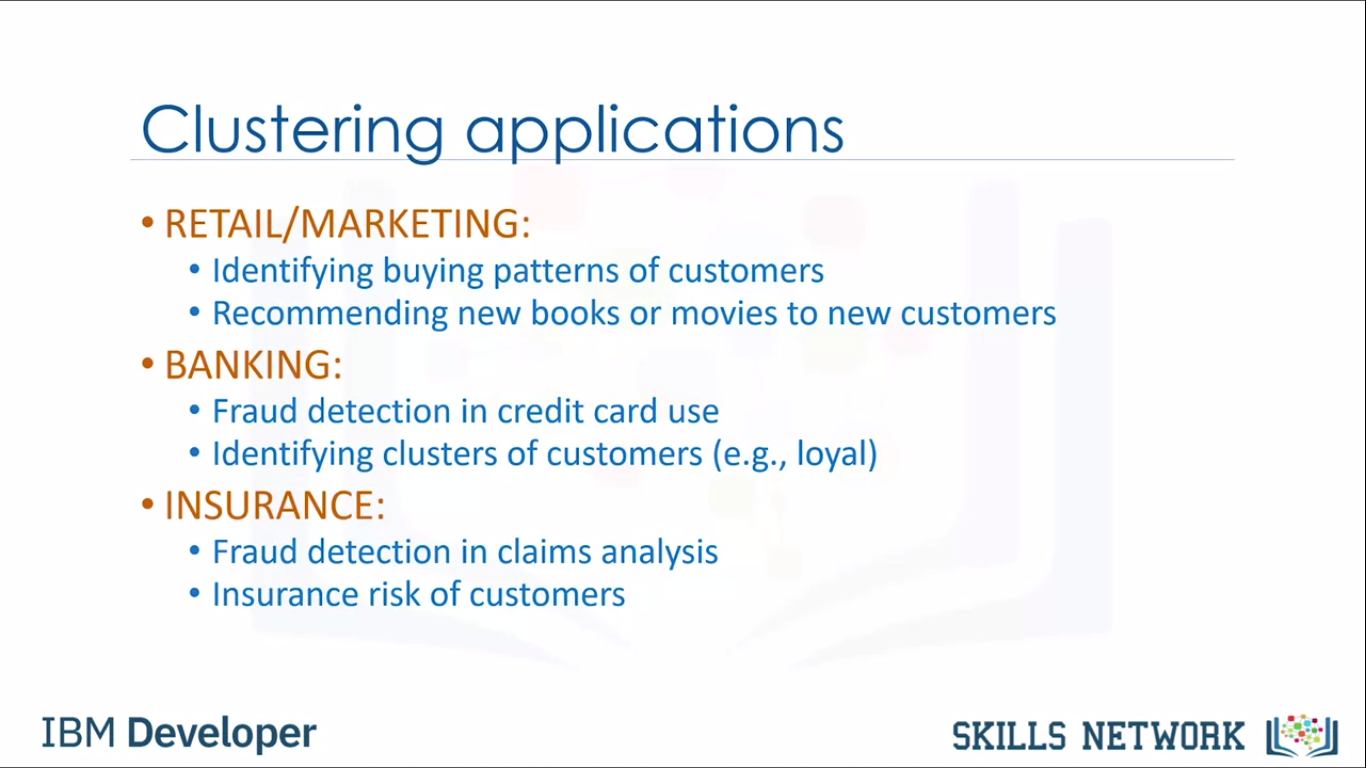 Clustering applications
• RETAIL/MARKETING:
• Identifying buying patterns of customers
• Recommending new books or movies to new customers
• BANKING:
• Fraud detection in credit card use
• Identifying clusters of customers (e.g., loyal)
• INSURANCE:
• Fraud detection in claims analysis
• Insurance risk of customers
IBM Developer
SKILLS NETWORK